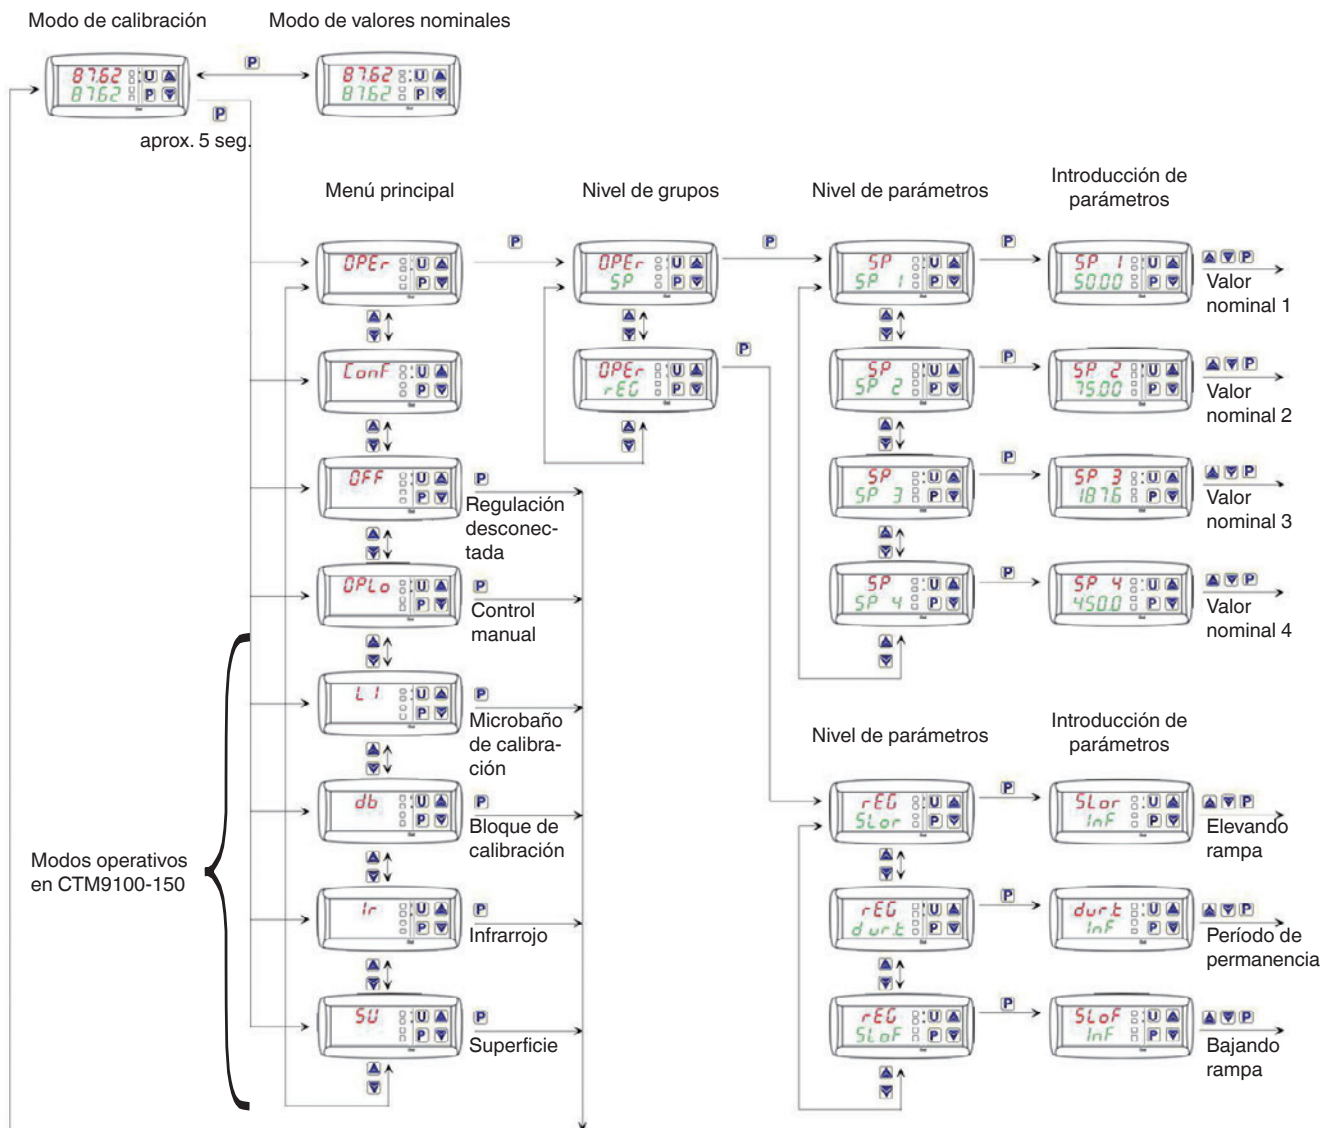 Modo de calibración
Modo de valores nominales
87.62
87.62
U
P
P
87.62
87.62
U
P
P
aprox. 5 seg.
Menú principal
Nivel de grupos
Nivel de parámetros
Introducción de
parámetros
OPEr
U
P
P
OPEr
SP
U
P
P
SP
SP 1
U
P
P
SP 1
50.00
U
P
P
Valor
nominal 1
ConF
U
P
OPEr
rEG
U
P
P
SP
SP 2
U
P
P
SP 2
75.00
U
P
P
Valor
nominal 2
OFF
U
P
P
Regulación
desconec-
tada
SP
SP 3
U
P
P
SP 3
187.6
U
P
P
Valor
nominal 3
OPLo
U
P
P
Control
manual
SP
SP 4
U
P
P
SP 4
450.0
U
P
P
Valor
nominal 4
L1
U
P
P
Microbaño
de calibra-
ción
Nivel de parámetros
Introducción de
parámetros
db
U
P
P
Bloque de
calibración
rEG
SLor
U
P
P
SLor
InF
U
P
P
Elevando
rampa
Modos operativos
en CTM9100-150
Ir
U
P
P
Infrarrojo
rEG
dur.t
U
P
P
dur.t
InF
U
P
P
Período de
permanencia
SU
U
P
P
Superficie
rEG
SLoF
U
P
P
SLoF
InF
U
P
P
Bajando
rampa